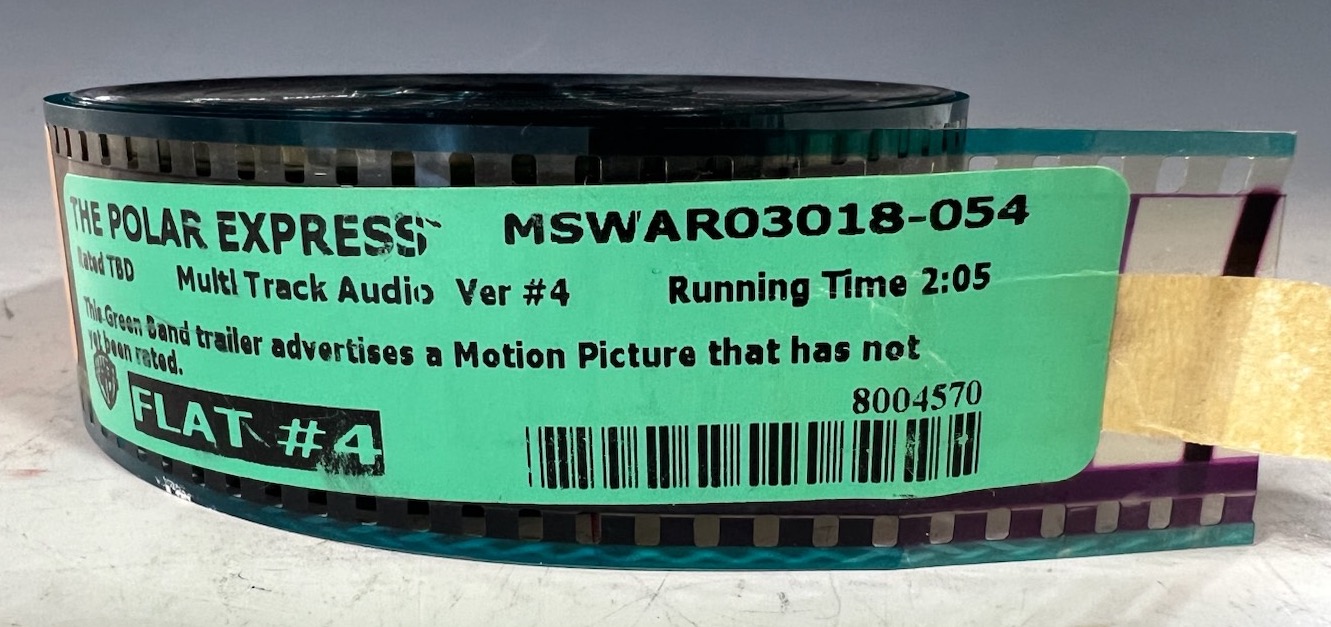 THE POLAR EXPRESS MSWAR03018-054
Rated TBD Multi Track Audio Ver #4 Running Time 2:05
This Green Band trailer advertises a Motion Picture that has not
yet been rated.
WB FLAT #4 8004570